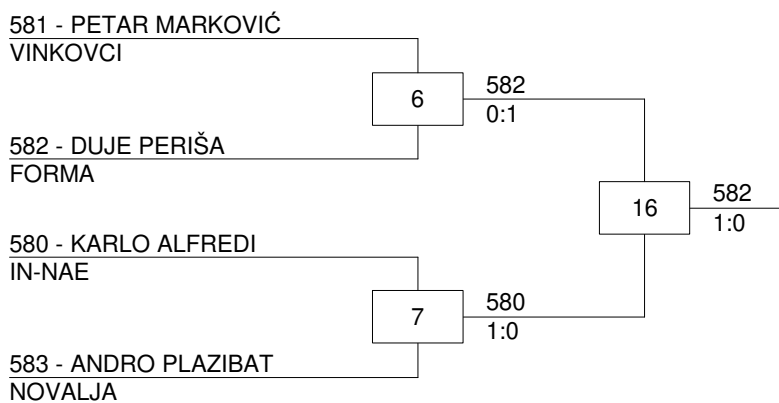 581 - PETAR MARKOVIĆ
VINKOVCI
6
582
0:1
582 - DUJE PERIŠA
FORMA
16
582
1:0
580 - KARLO ALFREDI
IN-NAE
7
580
1:0
583 - ANDRO PLAZIBAT
NOVALJA